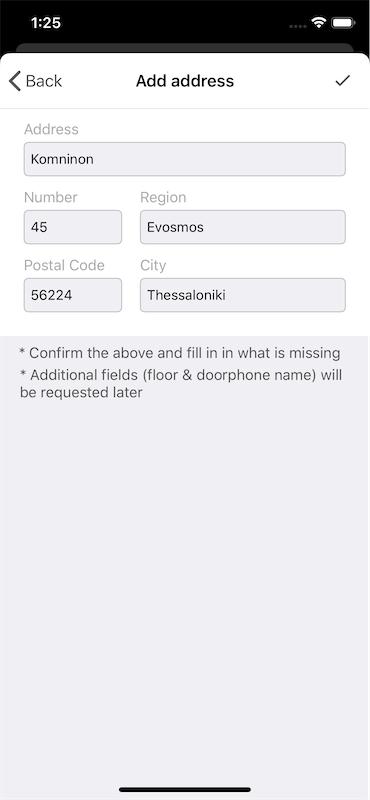 1:25
Back
Add address
Address
Komninon
Number Region
45 Evosmos
Postal Code City
56224 Thessaloniki
* Confirm the above and fill in in what is missing
* Additional fields (floor & doorphone name) will
be requested later